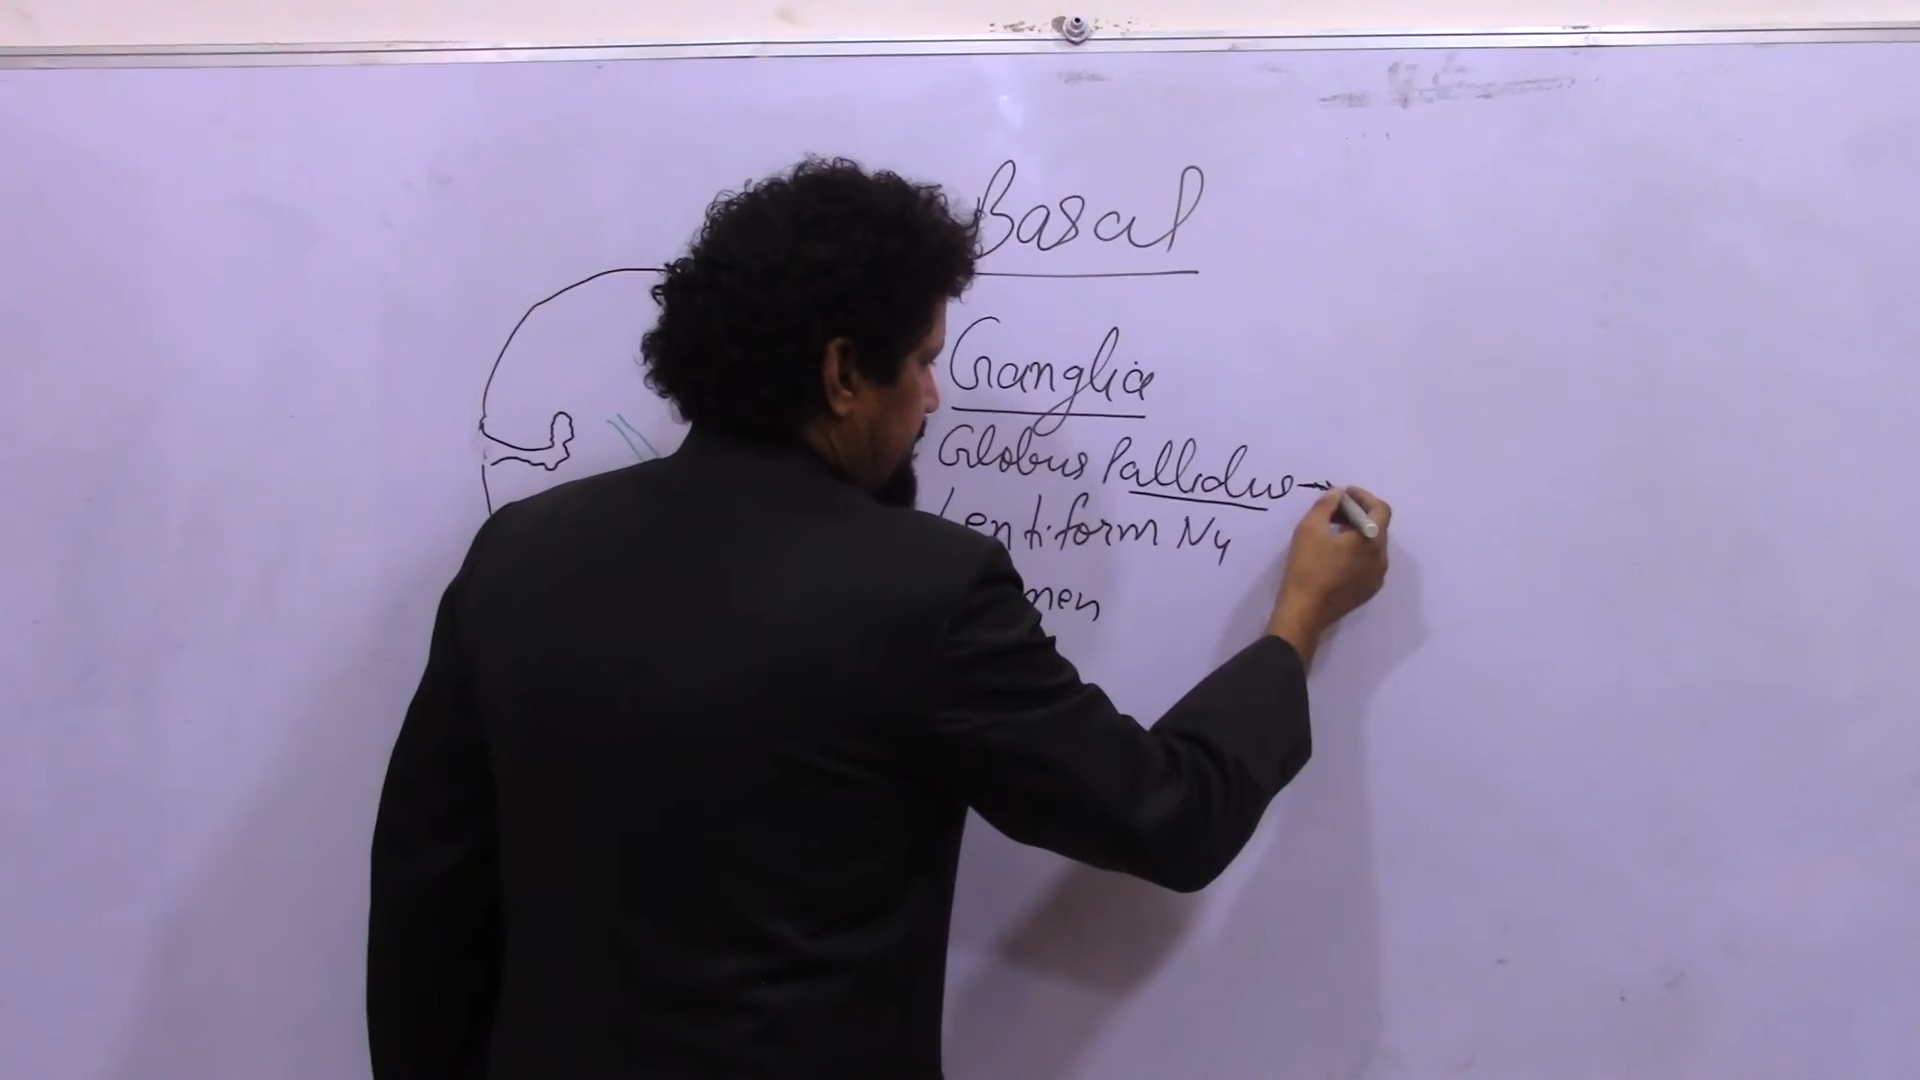 Basal
Ganglia
Globus Pallidus
Lentiform Ny
men